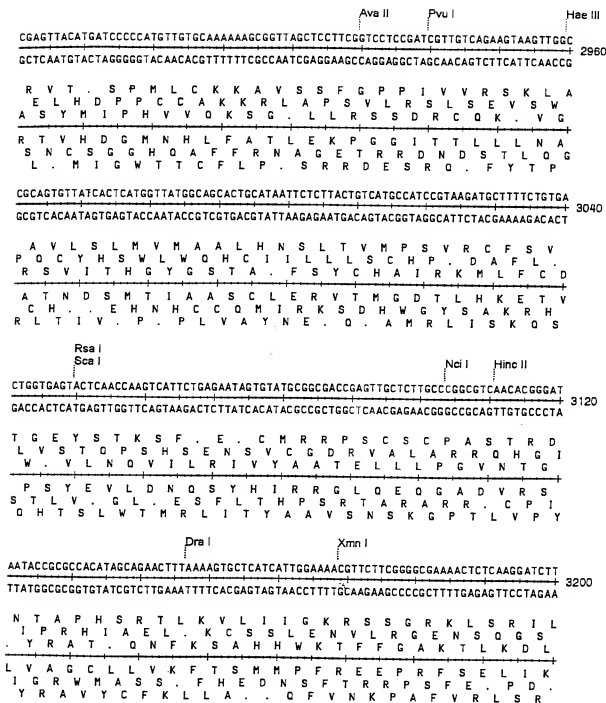 Ava II Pvu I Hae III
CGAGTTACATGATCCCCCATGTTGTGCAAAAAAGCGGTTAGCTCCTTCGGTCCTCCGATCGTTGTCAGAAGTAAGTTGGC
2960
GCTCAATGTACTAGGGGGTACAACACGTTTTTTCGCCAATCGAGGAAGCCAGGAGGCTAGCAACAGTCTTCATTCAACCG
R V T . S P M L C K K A V S S F G P P I V V R S K L A
E L H D P P C C A K K R L A P S V L R S L S E V S W
A S Y M I P H V V Q K S G . L L R S S D R C Q K . V G
R T V H D G M N H L F A T L E K P G G I T T L L L N A
S N C S G G H Q A F F R N A G E T R R D N D S T L Q G
L . M I G W T T C F L P . S R R D E S R Q . F Y T P
CGCAGTGTTATCACTCATGGTTATGGCAGCACTGCATAATTCTCTTACTGTCATGCCATCCGTAAGATGCTTTTCTGTGA
3040
GCGTCACAATAGTGAGTACCAATACCGTCGTGACGTATTAAGAGAATGACAGTACGGTAGGCATTCTACGAAAAGACACT
A V L S L M V M A A L H N S L T V M P S V R C F S V
P Q C Y H S W L W Q H C I I L L L S C H P . D A F L .
R S V I T H G Y G S T A . F S Y C H A I R K M L F C D
A T N D S M T I A A S C L E R V T M G D T L H K E T V
C H . . E H N H C C Q M I R K S D H W G Y S A K R H
R L T I V . P . P L V A Y N E . Q . A M R L I S K Q S
Rsa I
Sca I Nci I Hinc II
CTGGTGAGTACTCAACCAAGTCATTCTGAGAATAGTGTATGCGGCGACCGAGTTGCTCTTGCCCGGCGTCAACACGGGAT
3120
GACCACTCATGAGTTGGTTCAGTAAGACTCTTATCACATACGCCGCTGGCTCAACGAGAACGGGCCGCAGTTGTGCCCTA
T G E Y S T K S F . E . C M R R P S C S C P A S T R D
L V S T Q P S H S E N S V C G D R V A L A R R Q H G I
W . V L N Q V I L R I V Y A A T E L L L P G V N T G
P S Y E V L D N Q S Y H I R R G L Q E Q G A D V R S
S T L V . G L . E S F L T H P S R T A R A R R . C P I
Q H T S L W T M R L I T Y A A V S N S K G P T L V P Y
Dra I Xmn I
AATACCGCGCCACATAGCAGAACTTTAAAAGTGCTCATCATTGGAAAACGTTCTTCGGGGCGAAAACTCTCAAGGATCTT
3200
TTATGGCGCGGTGTATCGTCTTGAAATTTTCACGAGTAGTAACCTTTTGCAAGAAGCCCCGCTTTTGAGAGTTCCTAGAA
N T A P H S R T L K V L I I G K R S S G R K L S R I L
I P R H I A E L . K C S S L E N V L R G E N S Q G S
. Y R A T . Q N F K S A H H W K T F F G A K T L K D L
L V A G C L L V K F T S M M P F R E E P R F S E L I K
I G R W M A S S . F H E D N S F T R R P S F E . P D .
Y R A V Y C F K L L A . . Q F V N K P A F V R L S R